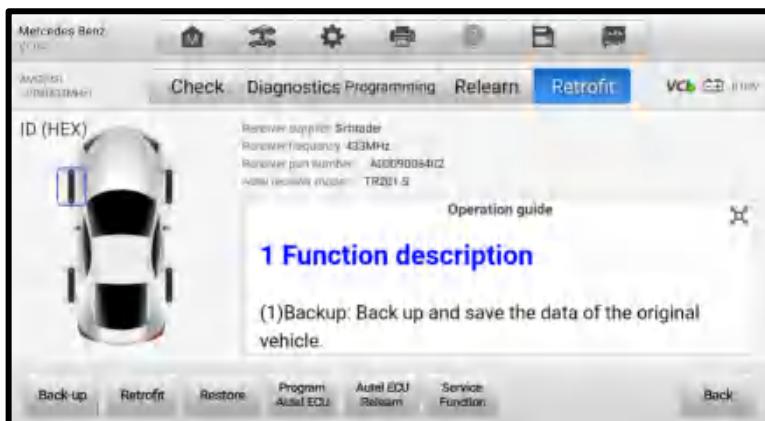 Mercedes Benz
Check
Diagnostics
Programming
Relearn
Retrofit
VCI
ID (HEX)
Receiver supplier: Schrader
Receiver frequency: 433MHz
Receiver part number:
Autel receiver model: TR201-S
Operation guide
1 Function description
(1)Backup: Back up and save the data of the original
vehicle.
Back-up
Retrofit
Restore
Program
Autel ECU
Autel ECU
Relearn
Service
Function
Back